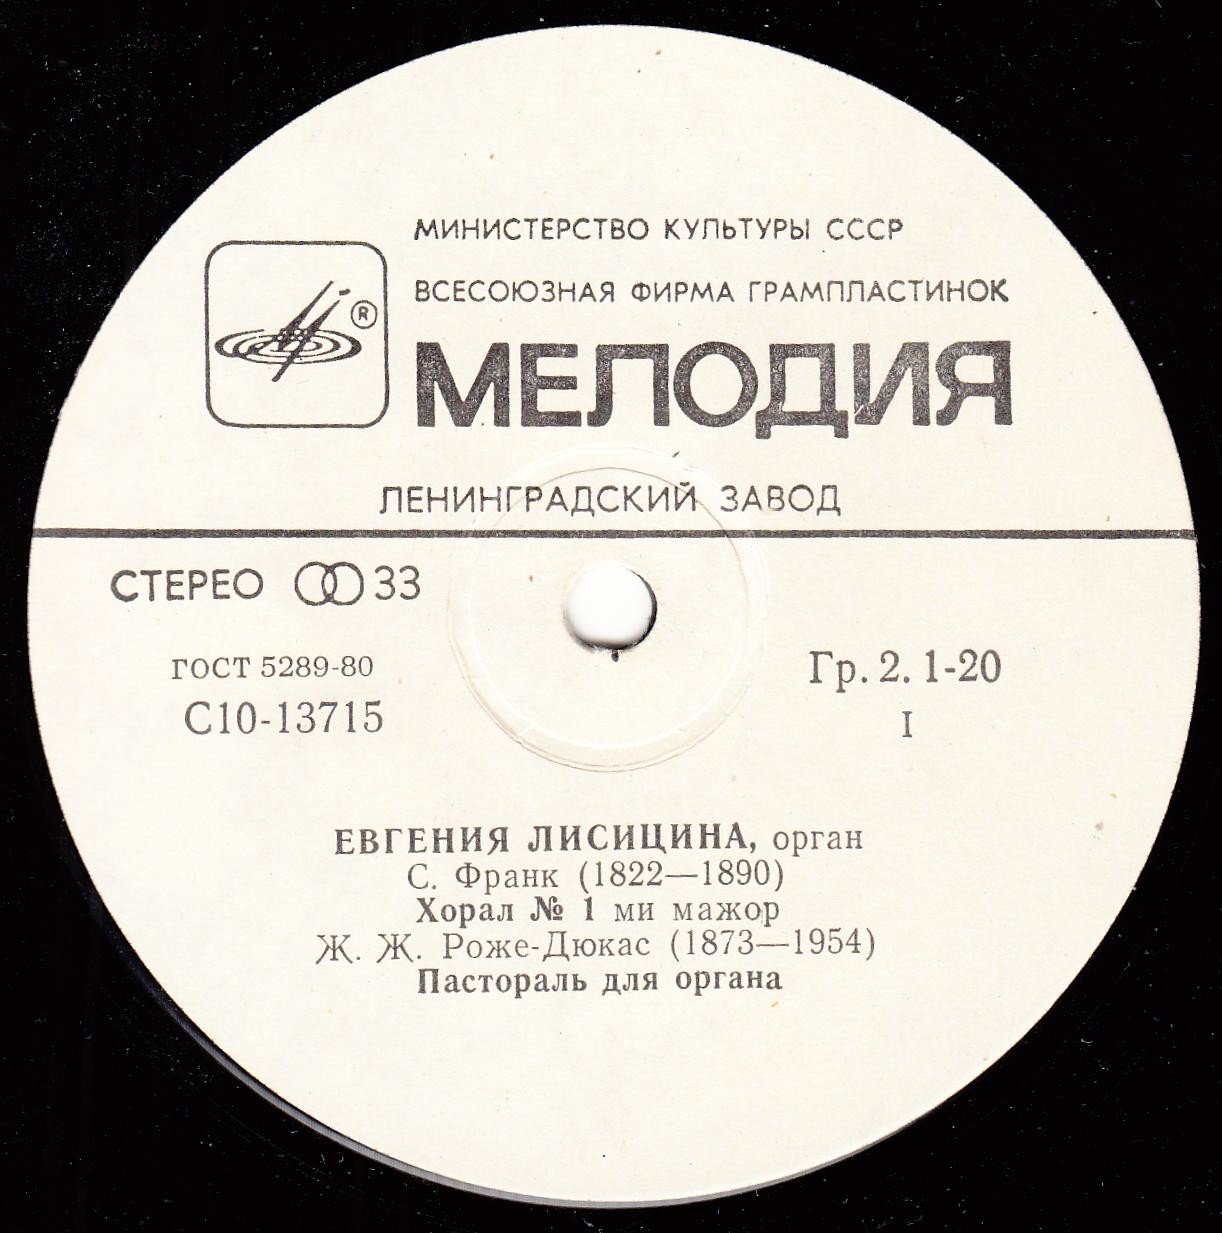 МИНИСТЕРСТВО КУЛЬТУРЫ СССР
ВСЕСОЮЗНАЯ ФИРМА ГРАМПЛАСТИНОК
®
МЕЛОДИЯ
ЛЕНИНГРАДСКИЙ ЗАВОД
СТЕРЕО 33
ГОСТ 5289-80
С10-13715
Гр. 2. 1-20
I
ЕВГЕНИЯ ЛИСИЦИНА, орган
С. Франк (1822—1890)
Хорал № 1 ми мажор
Ж. Ж. Роже-Дюкас (1873—1954)
Пастораль для органа